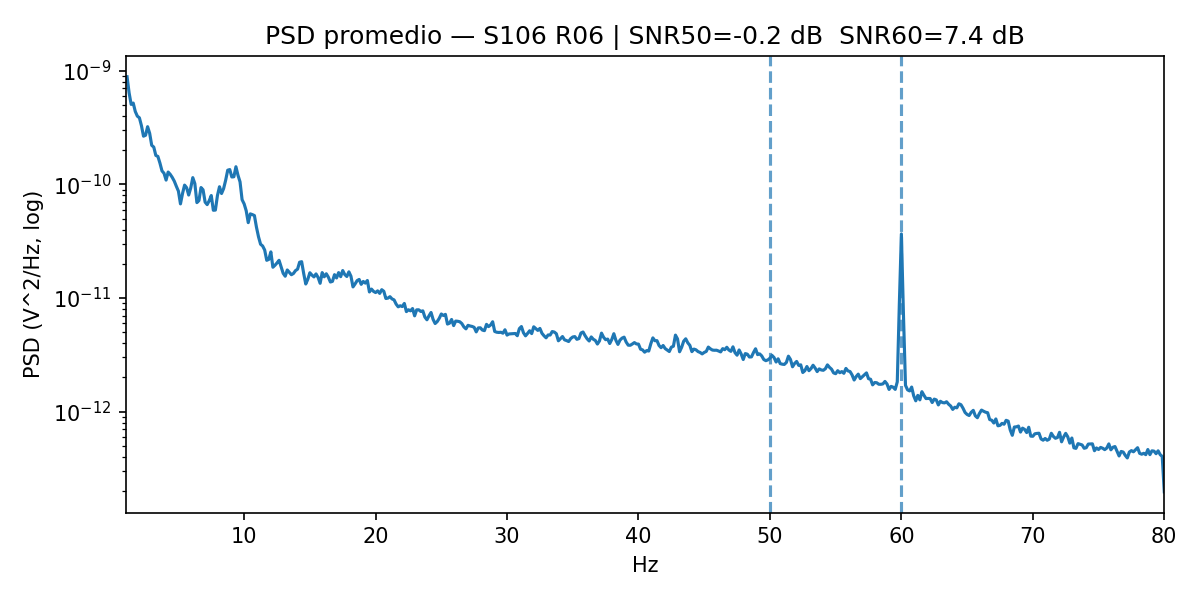 PSD promedio — S106 R06 | SNR50=-0.2 dB  SNR60=7.4 dB
PSD (V^2/Hz, log)
10⁻⁹
10⁻¹⁰
10⁻¹¹
10⁻¹²
10 20 30 40 50 60 70 80
Hz